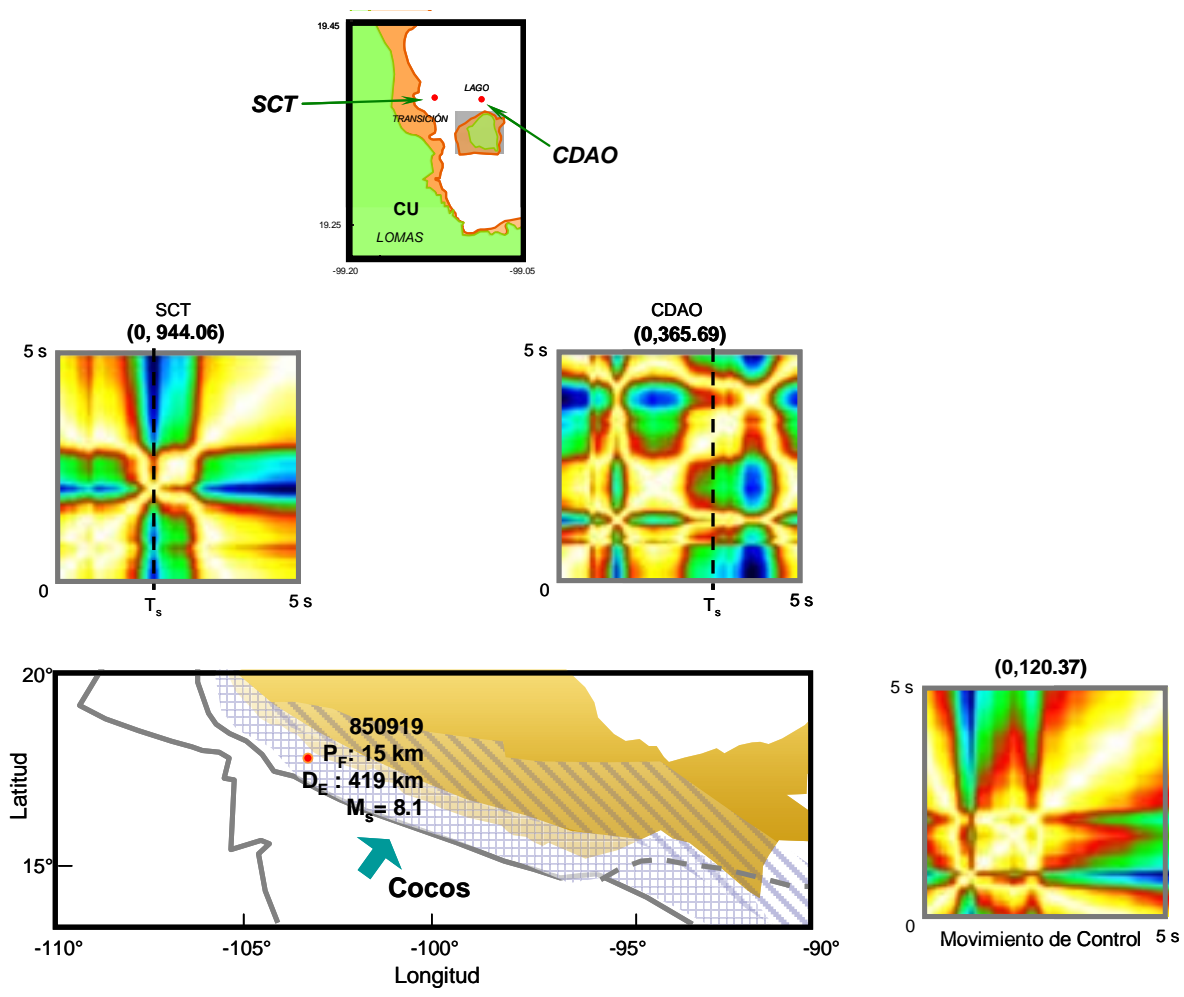 19.45
LAGO
SCT
TRANSICIÓN
CDAO
CU
19.25
LOMAS
-99.20
-99.05
SCT
(0, 944.06)
5 s
0
T_s
5 s
CDAO
(0,365.69)
5 s
0
T_s
5 s
20°
850919
P_F: 15 km
D_E : 419 km
M_s= 8.1
Latitud
15°
Cocos
-110°
-105°
-100°
-95°
-90°
Longitud
(0,120.37)
5 s
0
Movimiento de Control
5 s